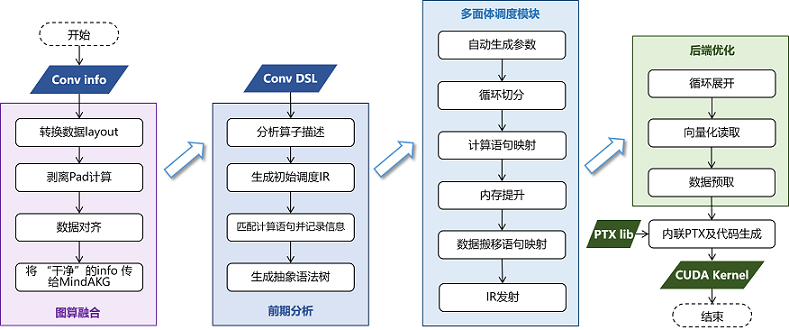 开始
Conv info
转换数据layout
剥离Pad计算
数据对齐
将 “干净”的info 传
给MindAKG
图算融合
Conv DSL
分析算子描述
生成初始调度IR
匹配计算语句并记录信息
生成抽象语法树
前期分析
多面体调度模块
自动生成参数
循环切分
计算语句映射
内存提升
数据搬移语句映射
IR发射
后端优化
循环展开
向量化读取
数据预取
PTX lib
内联PTX及代码生成
CUDA Kernel
结束